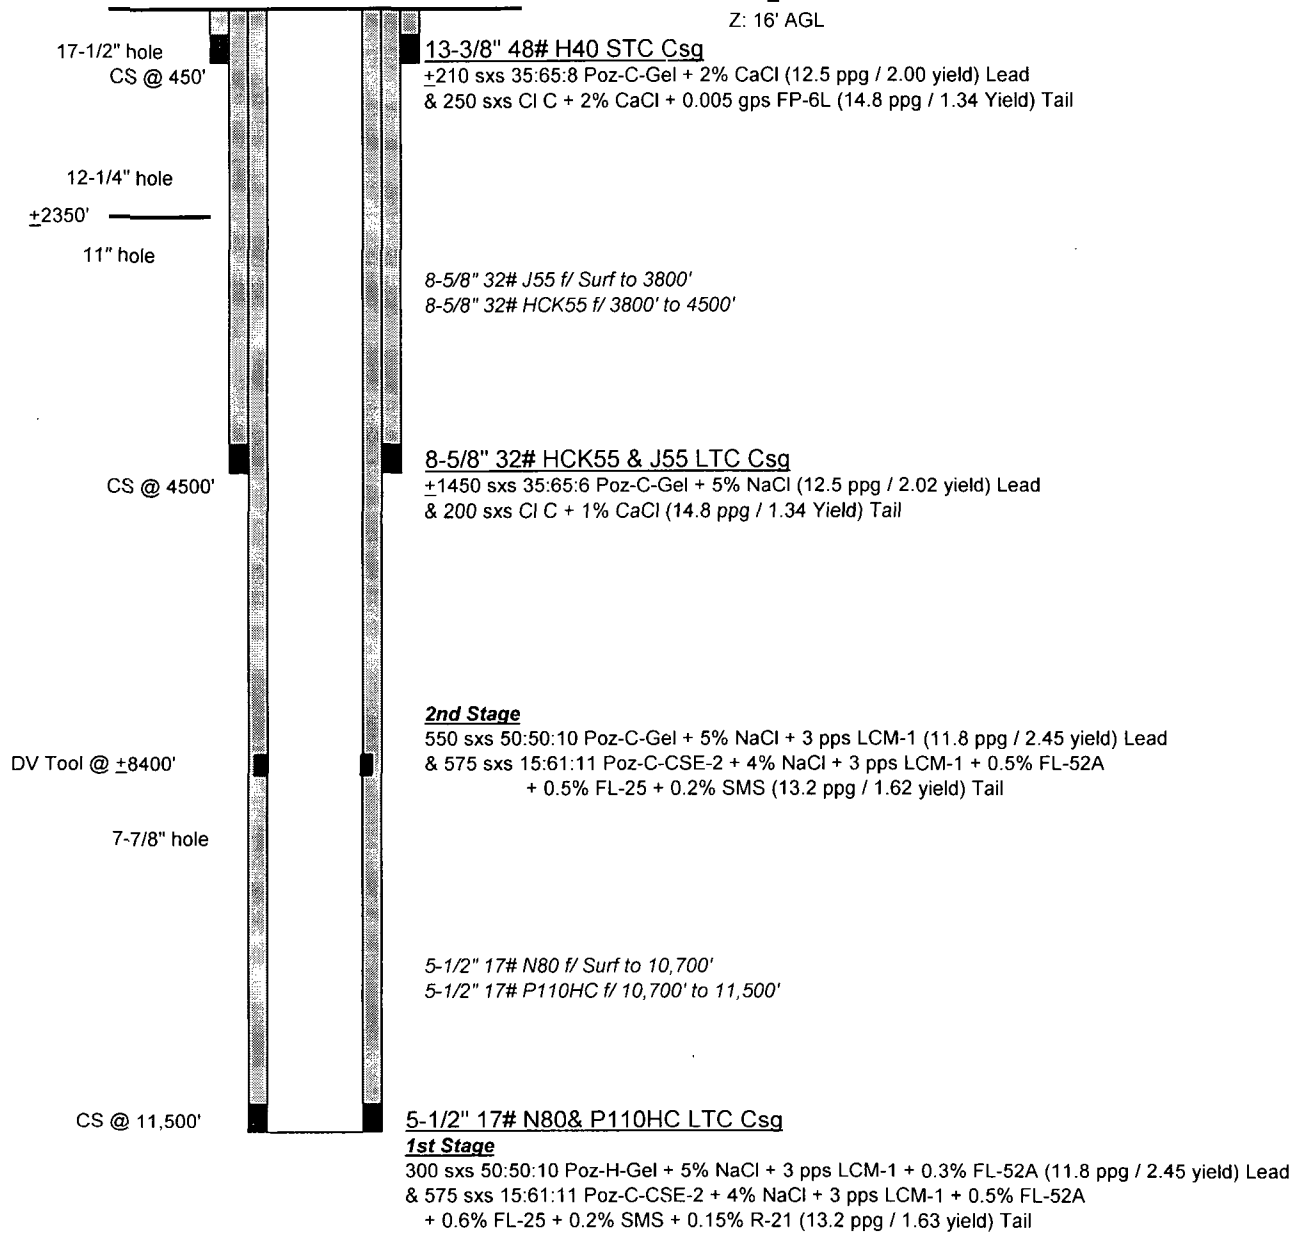 Z: 16' AGL
17-1/2" hole
13-3/8" 48# H40 STC Csg
CS @ 450'
+210 sxs 35:65:8 Poz-C-Gel + 2% CaCl (12.5 ppg / 2.00 yield) Lead
& 250 sxs Cl C + 2% CaCl + 0.005 gps FP-6L (14.8 ppg / 1.34 Yield) Tail
12-1/4" hole
±2350'
11" hole
8-5/8" 32# J55 f/ Surf to 3800'
8-5/8" 32# HCK55 f/ 3800' to 4500'
8-5/8" 32# HCK55 & J55 LTC Csg
CS @ 4500'
±1450 sxs 35:65:6 Poz-C-Gel + 5% NaCl (12.5 ppg / 2.02 yield) Lead
& 200 sxs Cl C + 1% CaCl (14.8 ppg / 1.34 Yield) Tail
2nd Stage
550 sxs 50:50:10 Poz-C-Gel + 5% NaCl + 3 pps LCM-1 (11.8 ppg / 2.45 yield) Lead
DV Tool @ ±8400'
& 575 sxs 15:61:11 Poz-C-CSE-2 + 4% NaCl + 3 pps LCM-1 + 0.5% FL-52A
+ 0.5% FL-25 + 0.2% SMS (13.2 ppg / 1.62 yield) Tail
7-7/8" hole
5-1/2" 17# N80 f/ Surf to 10,700'
5-1/2" 17# P110HC f/ 10,700' to 11,500'
CS @ 11,500'
5-1/2" 17# N80& P110HC LTC Csg
1st Stage
300 sxs 50:50:10 Poz-H-Gel + 5% NaCl + 3 pps LCM-1 + 0.3% FL-52A (11.8 ppg / 2.45 yield) Lead
& 575 sxs 15:61:11 Poz-C-CSE-2 + 4% NaCl + 3 pps LCM-1 + 0.5% FL-52A
+ 0.6% FL-25 + 0.2% SMS + 0.15% R-21 (13.2 ppg / 1.63 yield) Tail